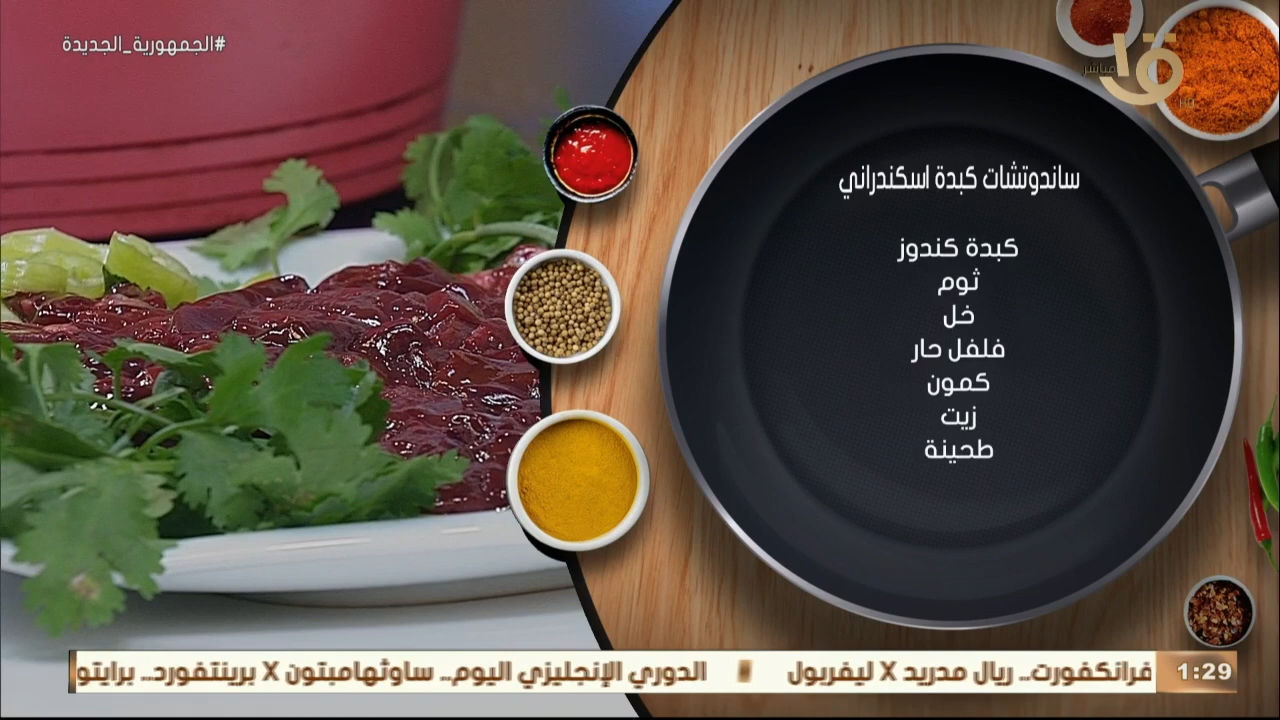 #الجمهورية_الجديدة
مباشر
HD
ساندوتشات كبدة اسكندراني
كبدة كندوز
ثوم
خل
فلفل حار
كمون
زيت
طحينة
فرانكفورت.. ريال مدريد X ليفربول
الدوري الإنجليزي اليوم.. ساوثهامبتون X برينتفورد.. برايتو
1:29